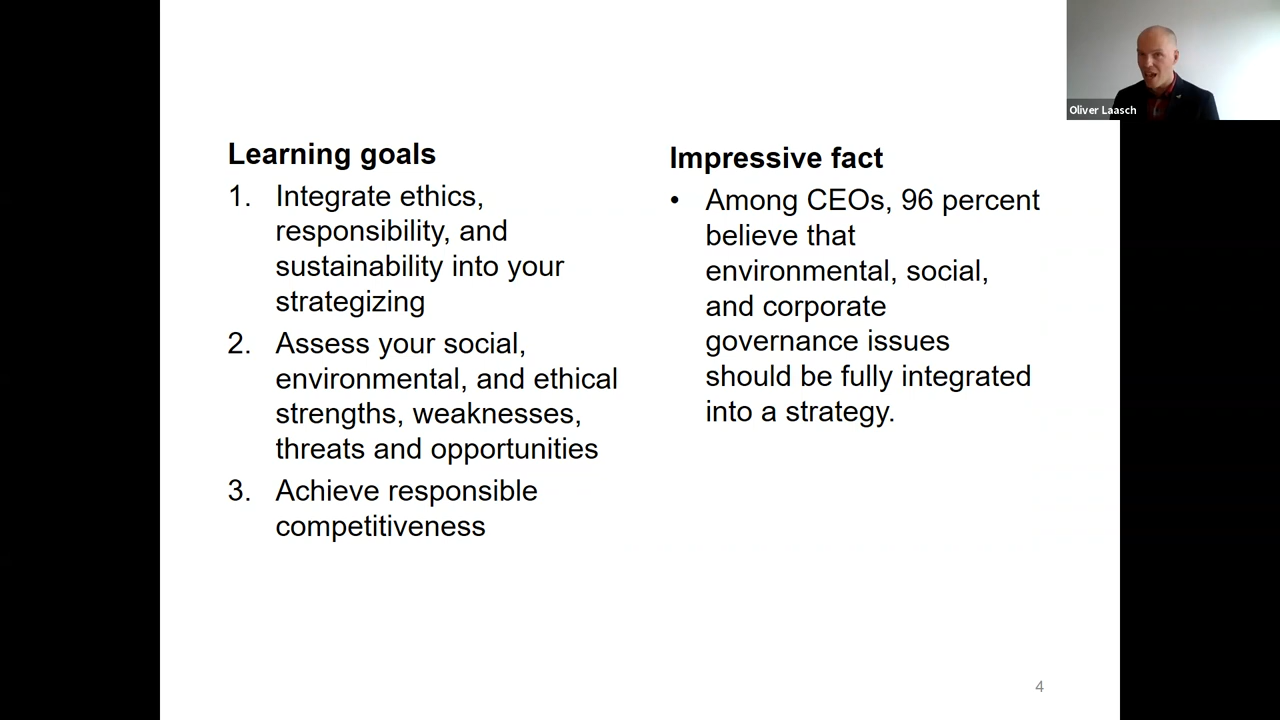 Oliver Laasch
Learning goals
1. Integrate ethics,
responsibility, and
sustainability into your
strategizing
2. Assess your social,
environmental, and ethical
strengths, weaknesses,
threats and opportunities
3. Achieve responsible
competitiveness
Impressive fact
• Among CEOs, 96 percent
believe that
environmental, social,
and corporate
governance issues
should be fully integrated
into a strategy.
4